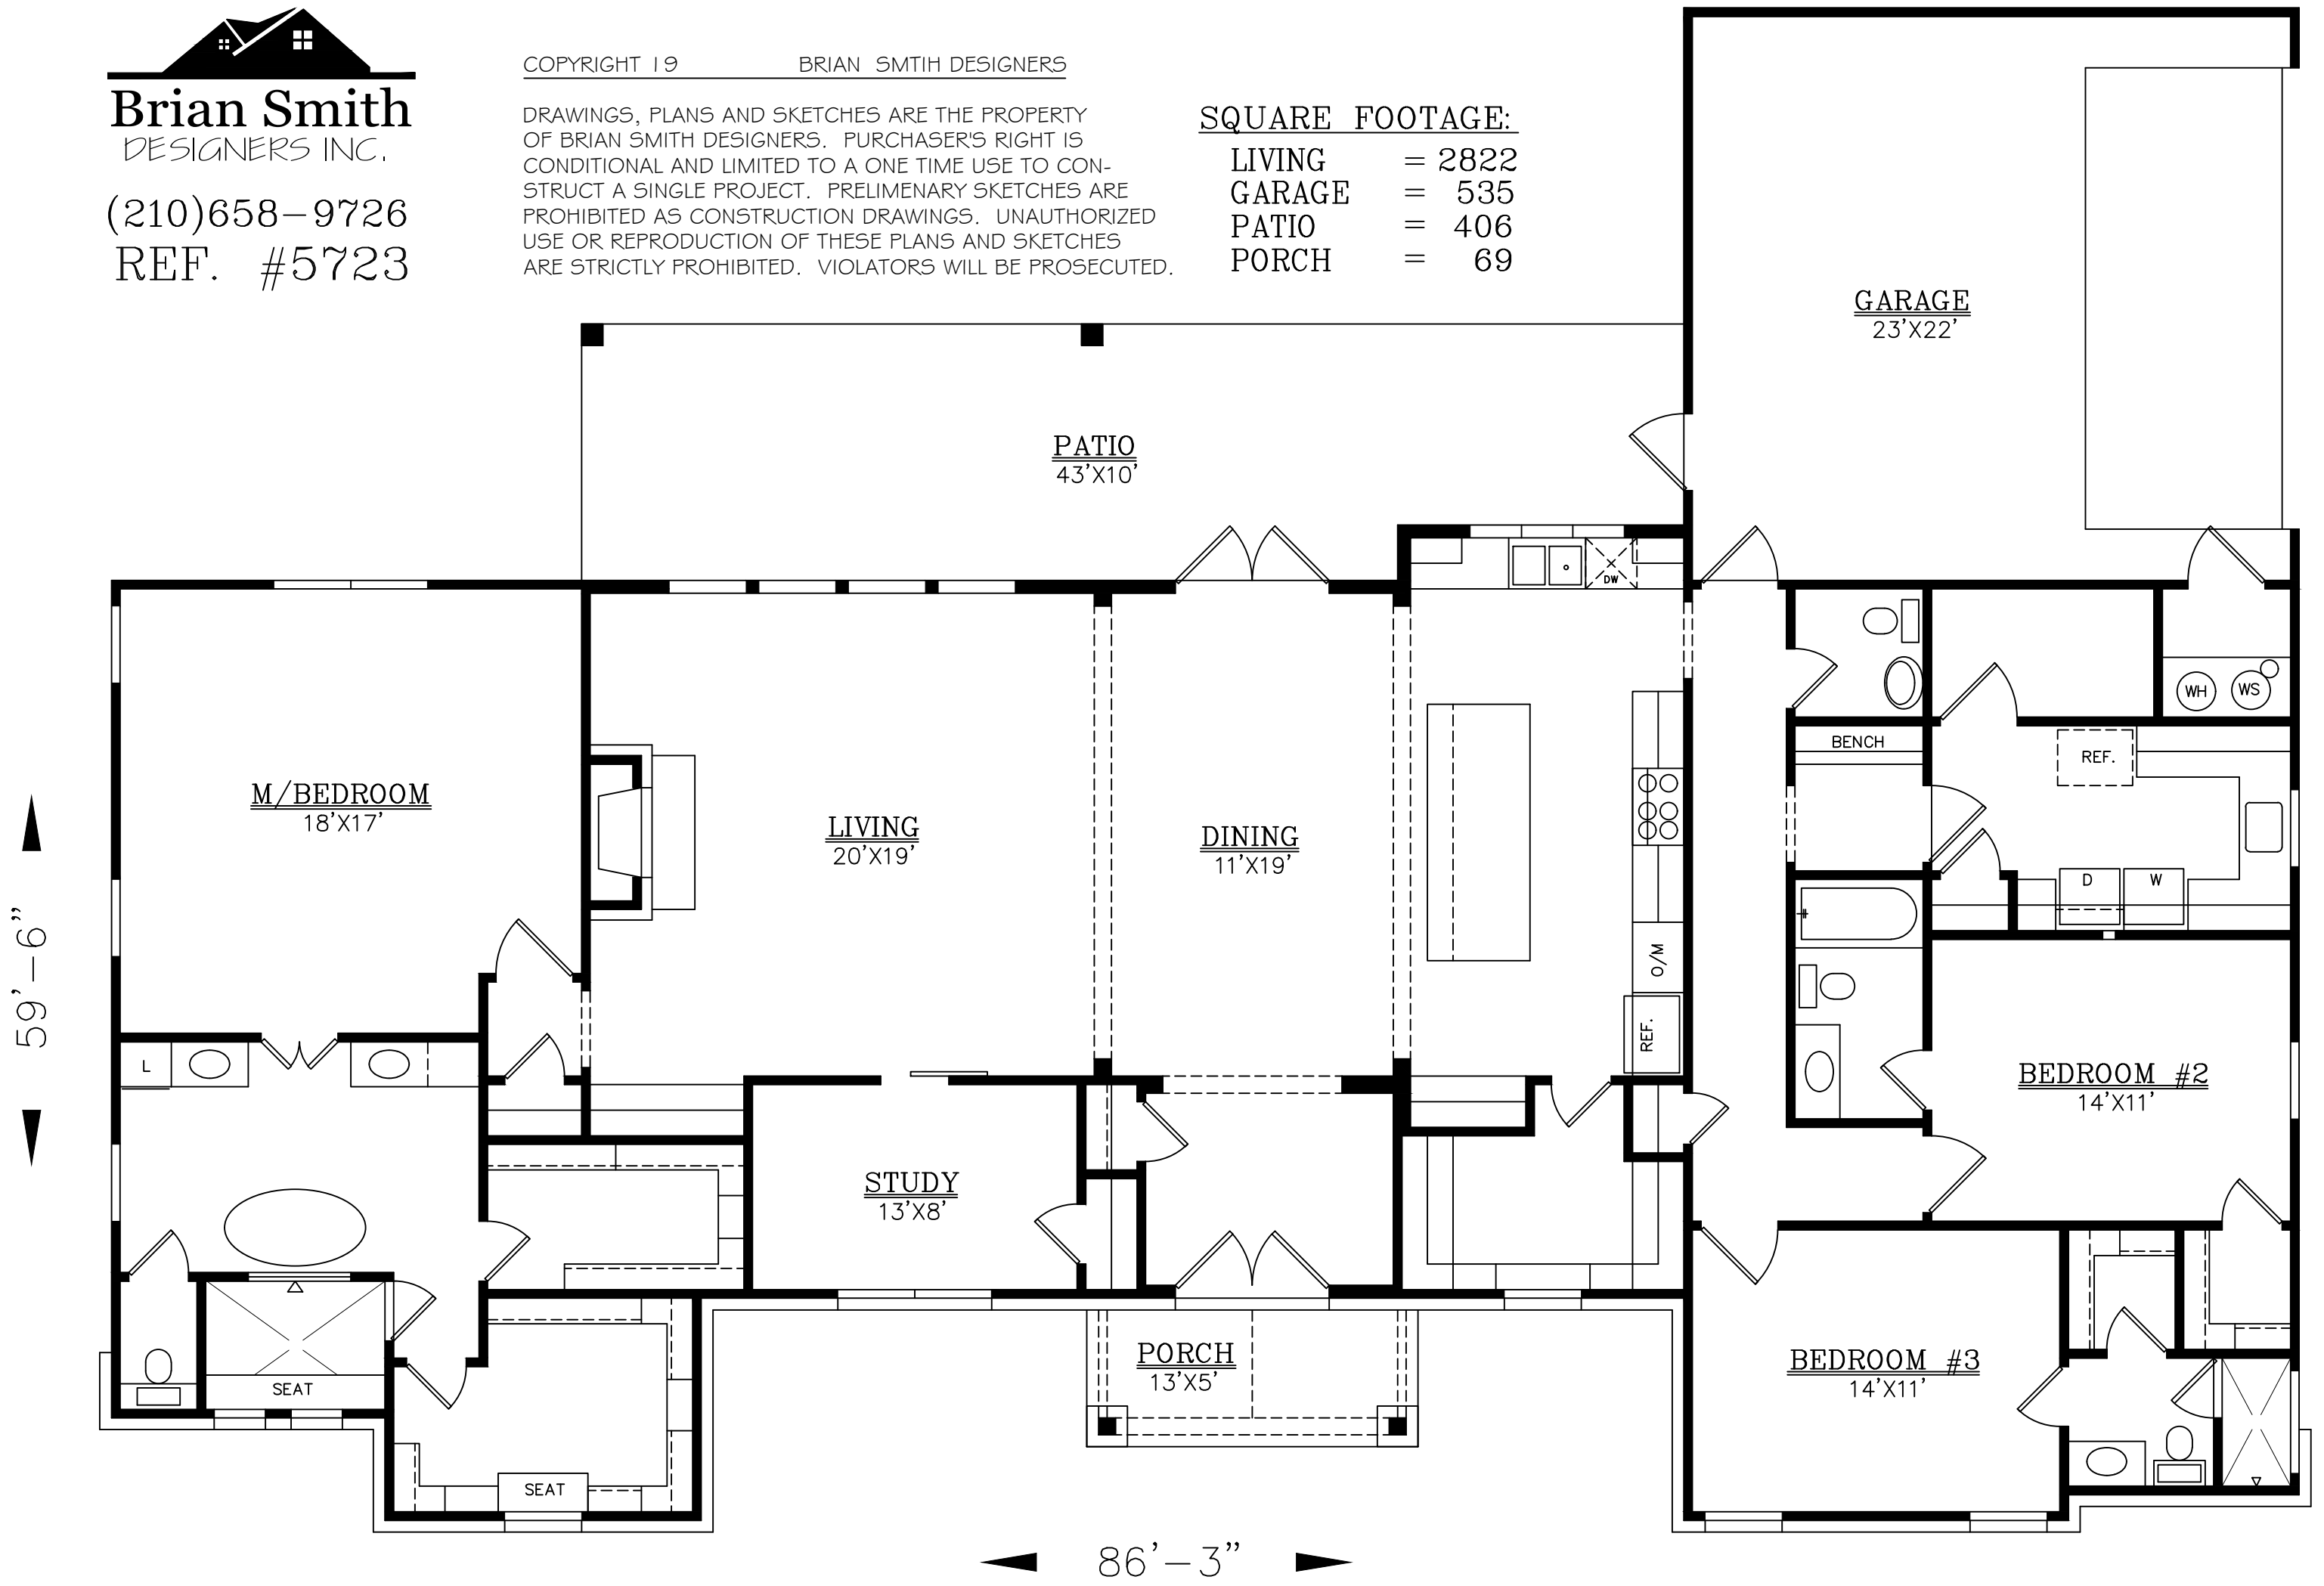 Brian Smith
DESIGNERS INC.
(210)658-9726
REF. #5723
COPYRIGHT 19 BRIAN SMTIH DESIGNERS
DRAWINGS, PLANS AND SKETCHES ARE THE PROPERTY
OF BRIAN SMITH DESIGNERS. PURCHASER'S RIGHT IS
CONDITIONAL AND LIMITED TO A ONE TIME USE TO CON-
STRUCT A SINGLE PROJECT. PRELIMENARY SKETCHES ARE
PROHIBITED AS CONSTRUCTION DRAWINGS. UNAUTHORIZED
USE OR REPRODUCTION OF THESE PLANS AND SKETCHES
ARE STRICTLY PROHIBITED. VIOLATORS WILL BE PROSECUTED.
SQUARE FOOTAGE:
LIVING = 2822
GARAGE = 535
PATIO = 406
PORCH = 69
GARAGE
23'X22'
PATIO
43'X10'
DW
WH
WS
BENCH
REF.
M/BEDROOM
18'X17'
LIVING
20'X19'
DINING
11'X19'
D
W
O/M
REF.
59'-6"
L
BEDROOM #2
14'X11'
STUDY
13'X8'
PORCH
13'X5'
BEDROOM #3
14'X11'
SEAT
SEAT
86'-3"